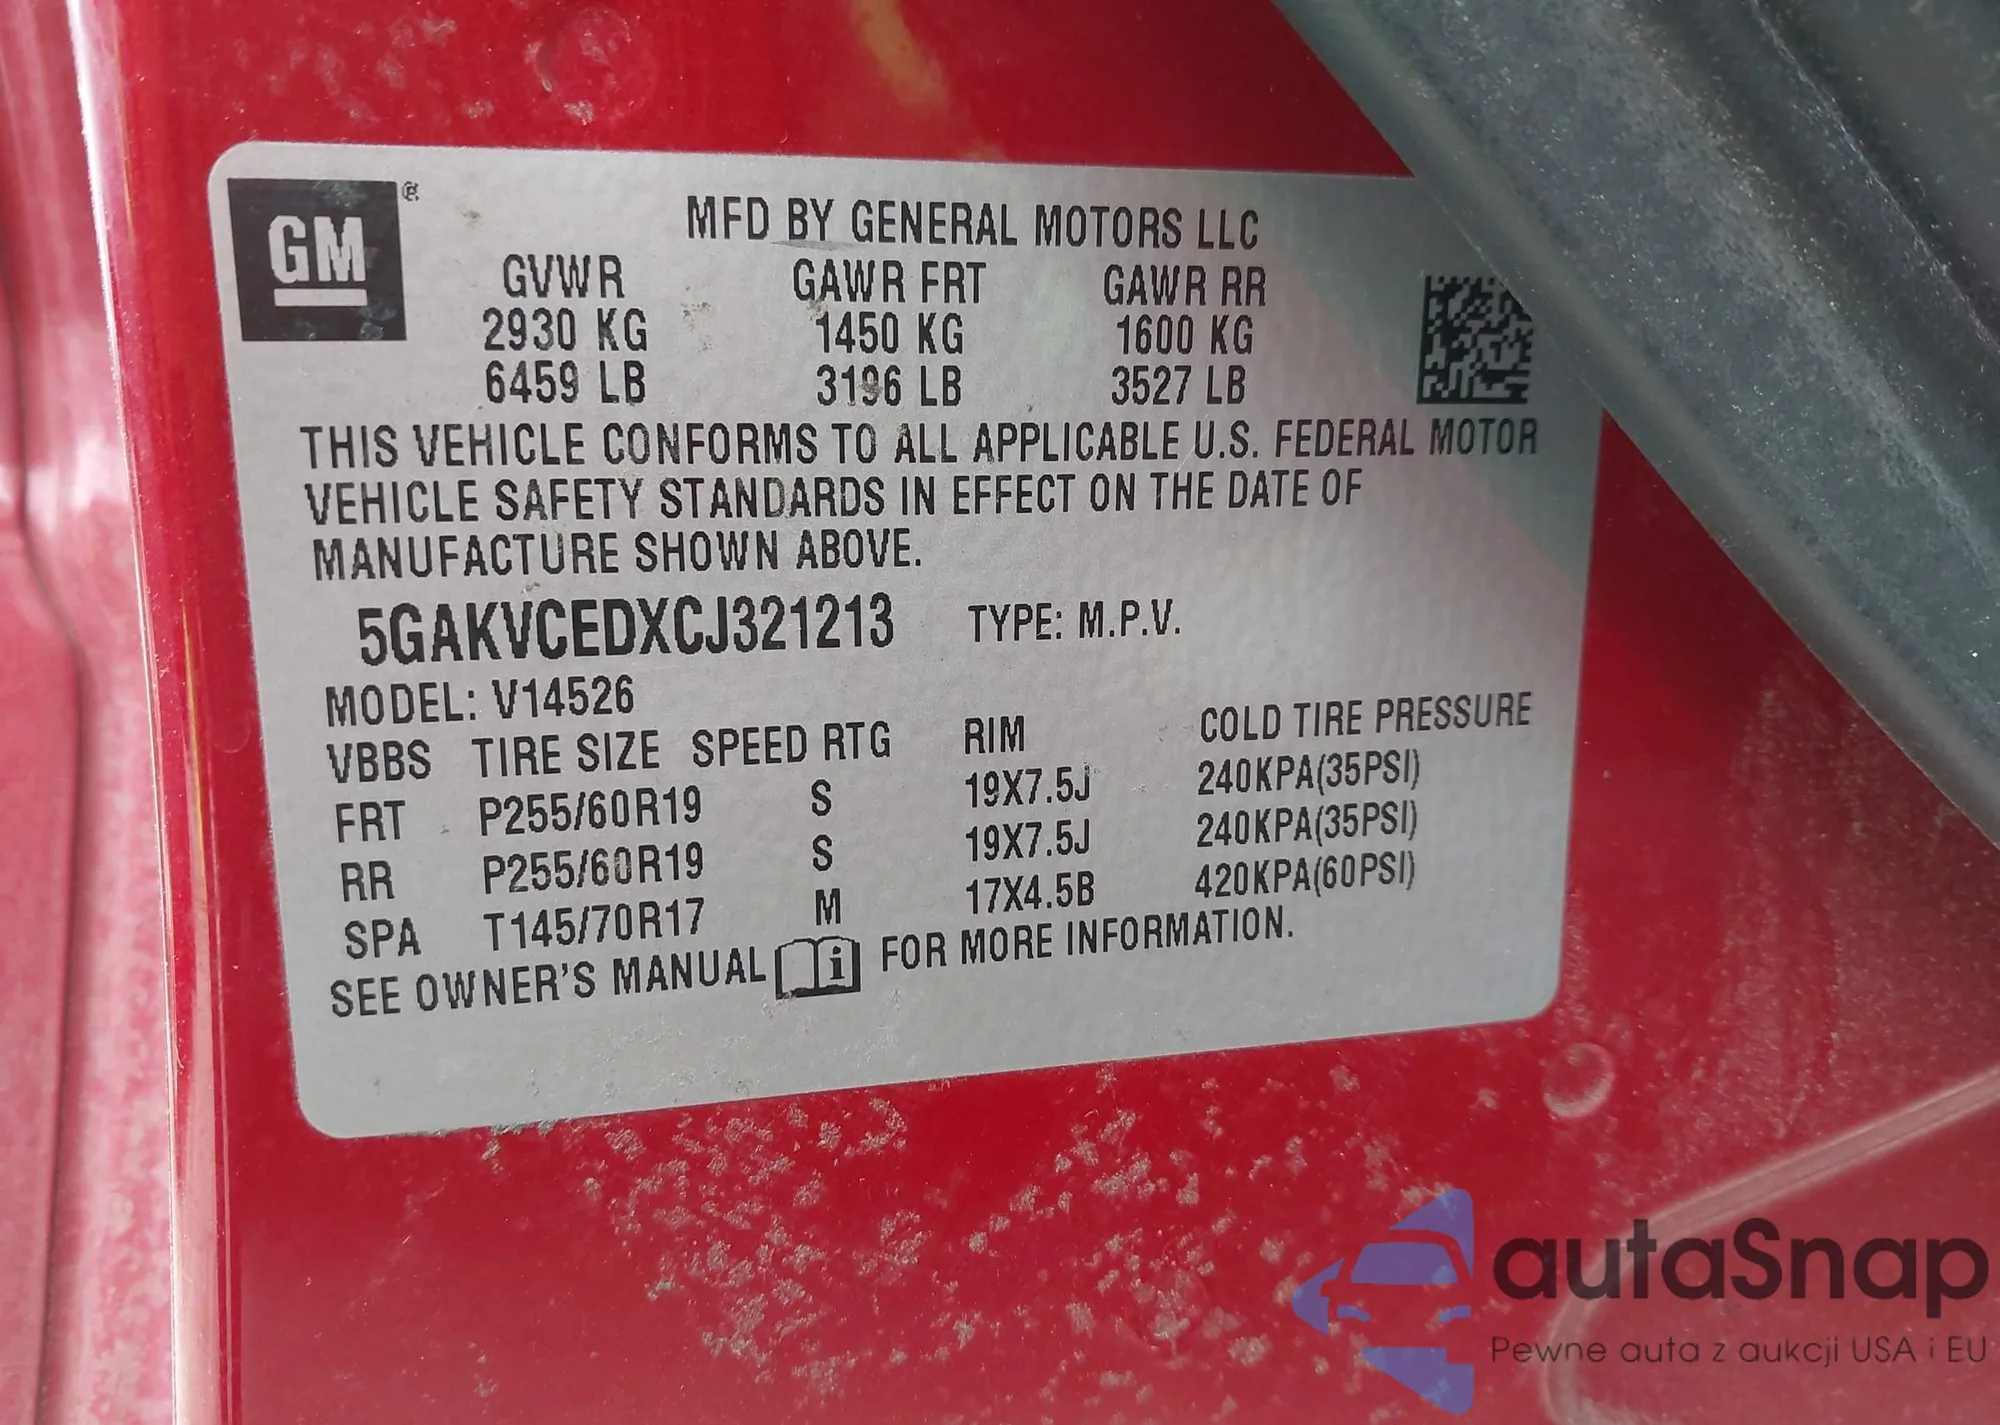 GM ®
MFD BY GENERAL MOTORS LLC
GVWR GAWR FRT GAWR RR
2930 KG 1450 KG 1600 KG
6459 LB 3196 LB 3527 LB
THIS VEHICLE CONFORMS TO ALL APPLICABLE U.S. FEDERAL MOTOR
VEHICLE SAFETY STANDARDS IN EFFECT ON THE DATE OF
MANUFACTURE SHOWN ABOVE.
5GAKVCEDXCJ321213 TYPE: M.P.V.
MODEL: V14526
VBBS TIRE SIZE SPEED RTG RIM COLD TIRE PRESSURE
FRT P255/60R19 S 19X7.5J 240KPA(35PSI)
RR P255/60R19 S 19X7.5J 240KPA(35PSI)
SPA T145/70R17 M 17X4.5B 420KPA(60PSI)
SEE OWNER'S MANUAL i FOR MORE INFORMATION.
autaSnap
Pewne auta z aukcji USA i EU